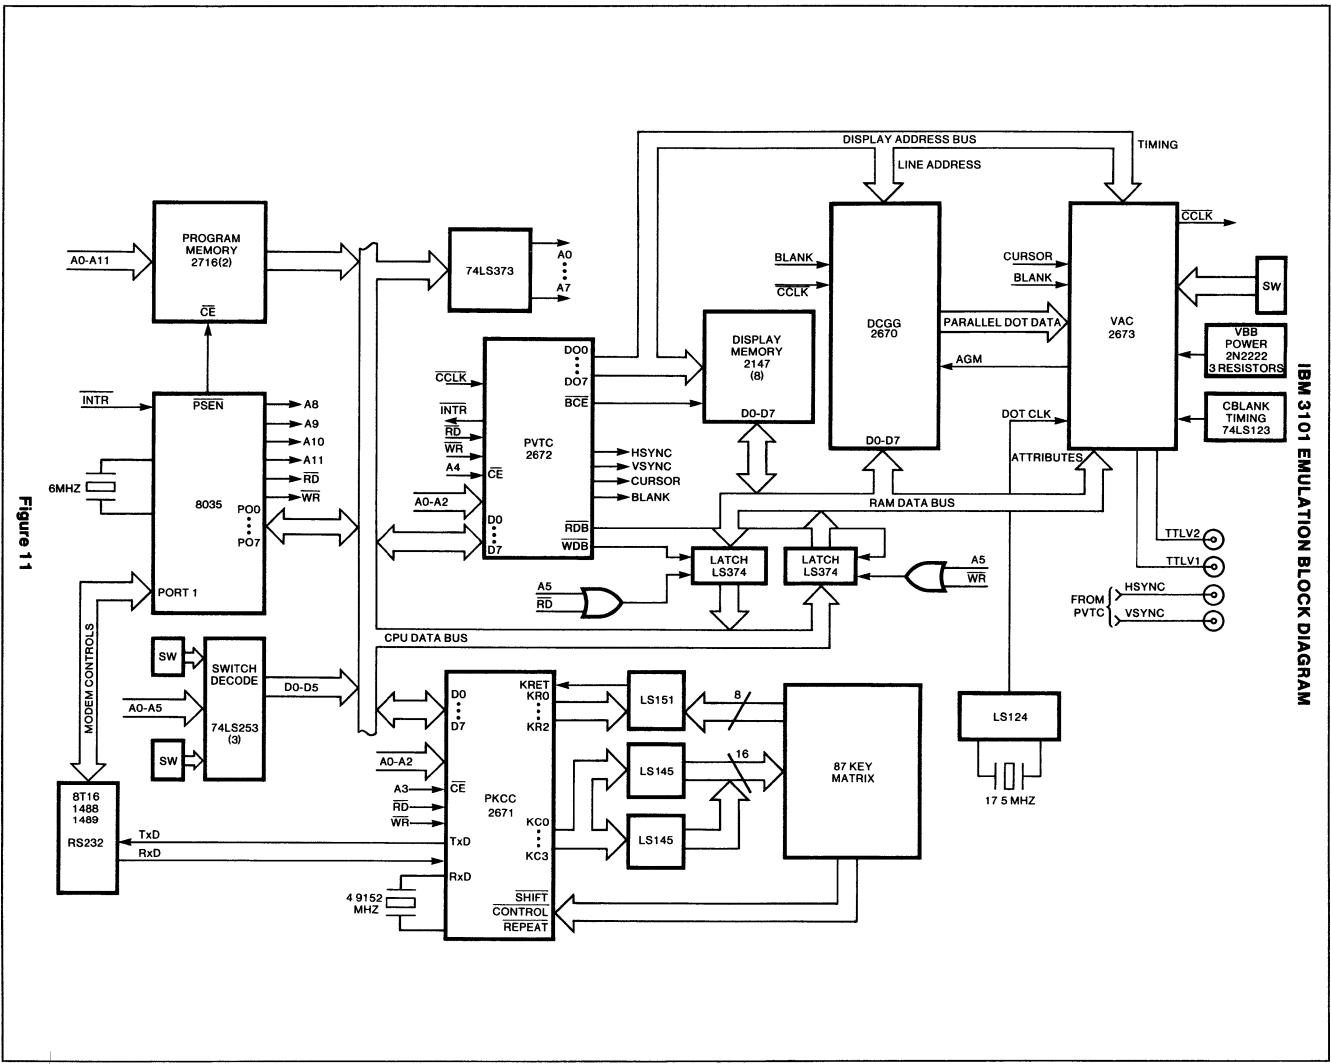 DISPLAY ADDRESS BUS
TIMING
LINE ADDRESS
PROGRAM
MEMORY
2716(2)
CE
A0-A11
74LS373
A0
A7
BLANK
CCLK
DCGG
2670
D0-D7
CURSOR
BLANK
VAC
2673
CCLK
SW
PARALLEL DOT DATA
AGM
DOT CLK
ATTRIBUTES
VBB
POWER
2N2222
3 RESISTORS
CBLANK
TIMING
74LS123
DISPLAY
MEMORY
2147
(8)
D0-D7
CCLK
INTR
RD
WR
A4
CE
A0-A2
D0
D7
PVTC
2672
DO0
DO7
BCE
HSYNC
VSYNC
CURSOR
BLANK
RDB
WDB
INTR
PSEN
A8
A9
A10
A11
RD
WR
6MHZ
8035
PO0
PO7
PORT 1
RAM DATA BUS
LATCH
LS374
LATCH
LS374
A5
RD
A5
WR
CPU DATA BUS
TTLV2
TTLV1
FROM
PVTC
HSYNC
VSYNC
MODEM CONTROLS
SW
SWITCH
DECODE
74LS253
(3)
A0-A5
SW
D0-D5
8T16
1488
1489
RS232
TxD
RxD
D0
D7
A0-A2
A3
CE
RD
WR
PKCC
2671
TxD
RxD
4 9152
MHZ
KRET
KR0
KR2
KC0
KC3
SHIFT
CONTROL
REPEAT
LS151
LS145
LS145
8
16
87 KEY
MATRIX
LS124
17 5 MHZ
IBM 3101 EMULATION BLOCK DIAGRAM
Figure 11